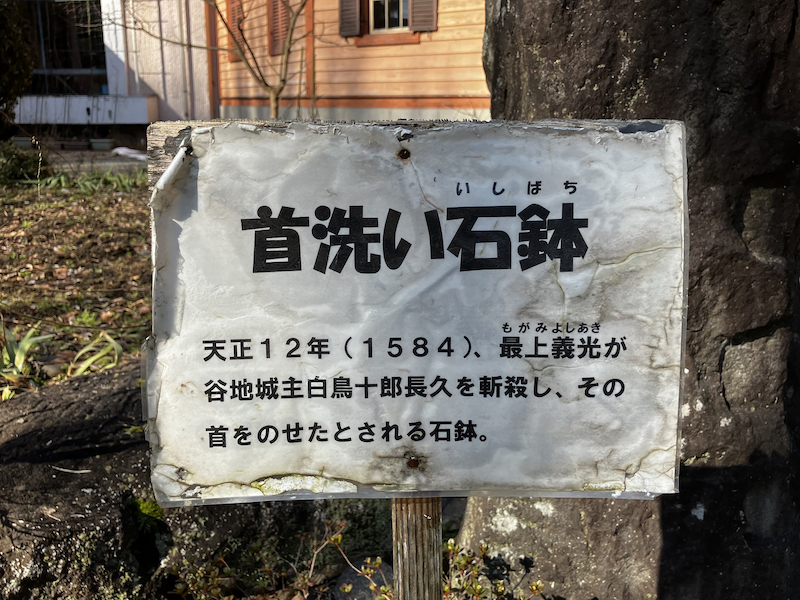 いしばち
首洗い石鉢
もがみよしあき
天正１２年（１５８４）、最上義光が
谷地城主白鳥十郎長久を斬殺し、その
首をのせたとされる石鉢。